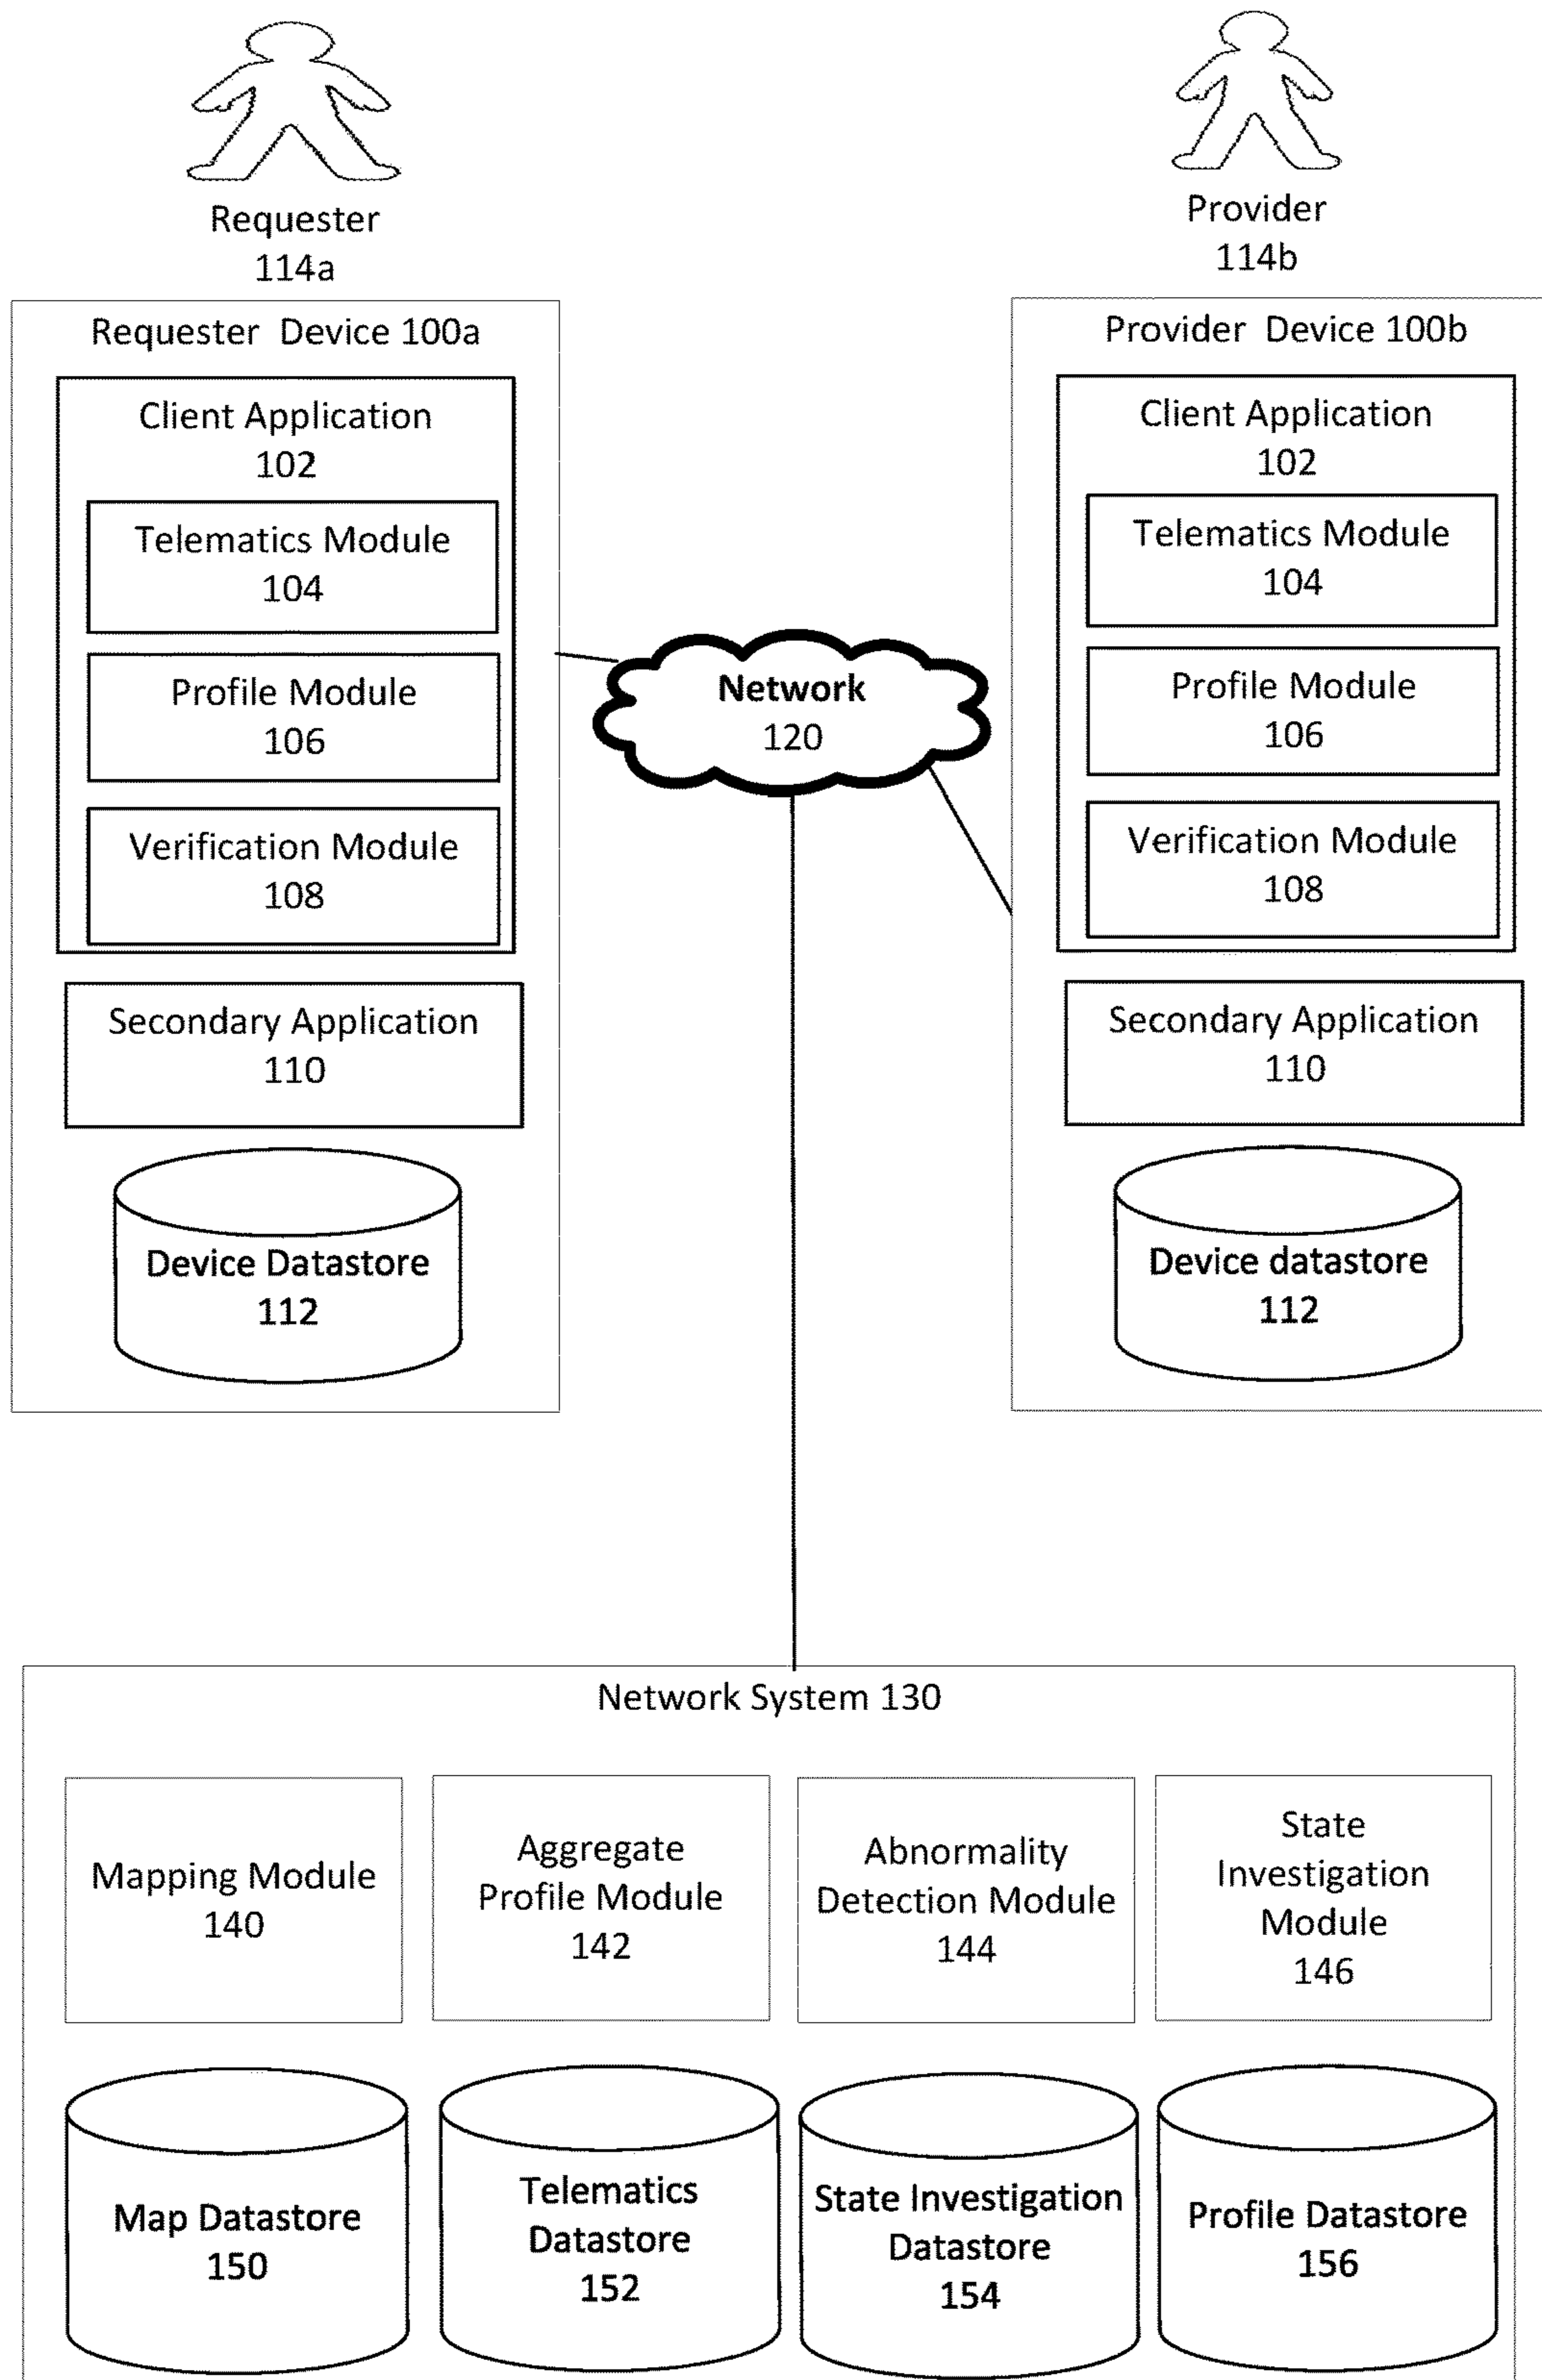 Requester
114a
Provider
114b
Requester Device 100a
Client Application
102
Telematics Module
104
Profile Module
106
Verification Module
108
Secondary Application
110
Device Datastore
112
Network
120
Provider Device 100b
Client Application
102
Telematics Module
104
Profile Module
106
Verification Module
108
Secondary Application
110
Device datastore
112
Network System 130
Mapping Module
140
Aggregate
Profile Module
142
Abnormality
Detection Module
144
State
Investigation
Module
146
Map Datastore
150
Telematics
Datastore
152
State Investigation
Datastore
154
Profile Datastore
156